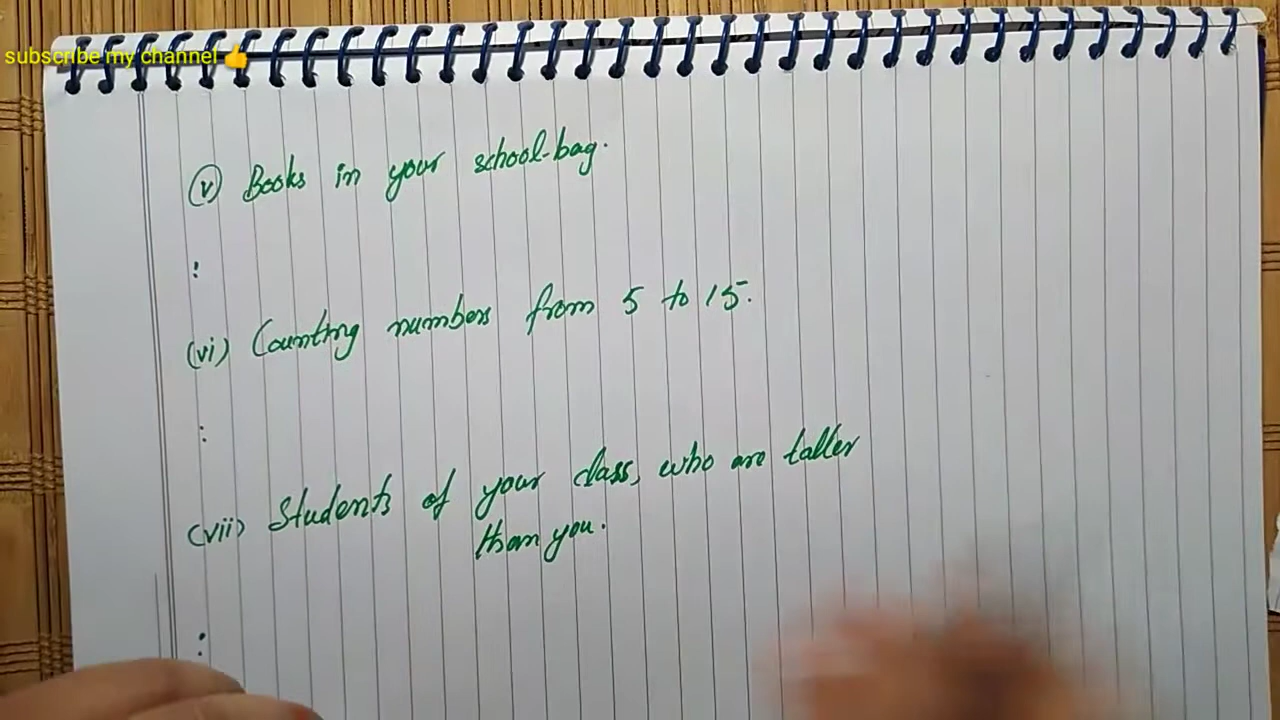 subscribe my channel 👍
(v) Books in your school-bag.
:
(vi) Counting numbers from 5 to 15.
:
(vii) Students of your class, who are taller
than you.
: